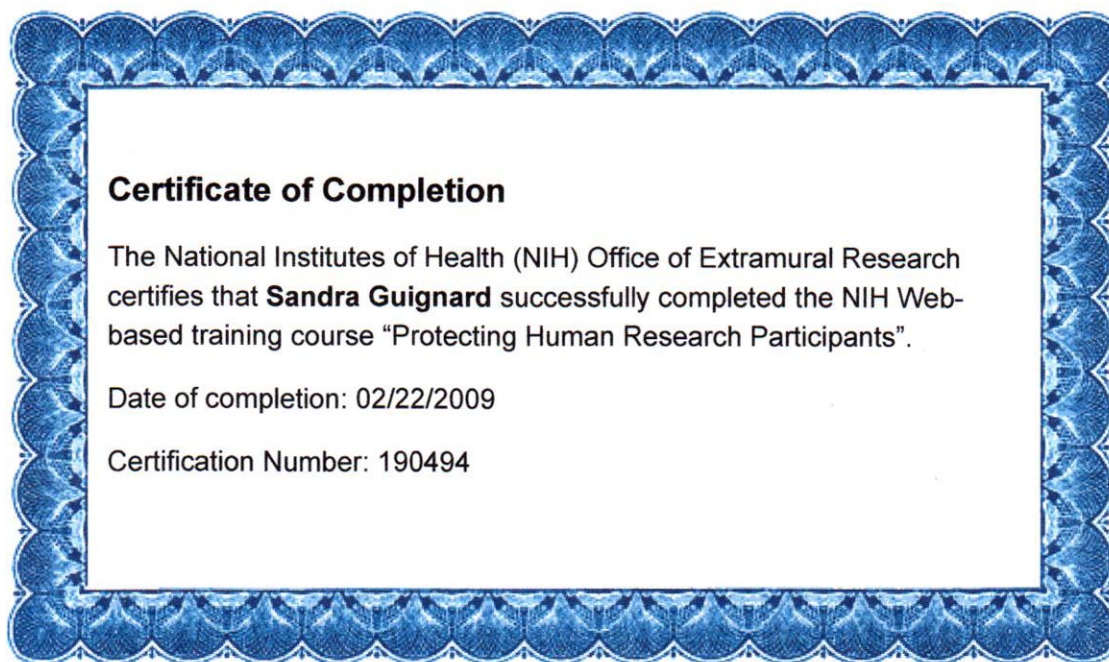 Certificate of Completion
The National Institutes of Health (NIH) Office of Extramural Research
certifies that Sandra Guignard successfully completed the NIH Web-
based training course “Protecting Human Research Participants”.
Date of completion: 02/22/2009
Certification Number: 190494